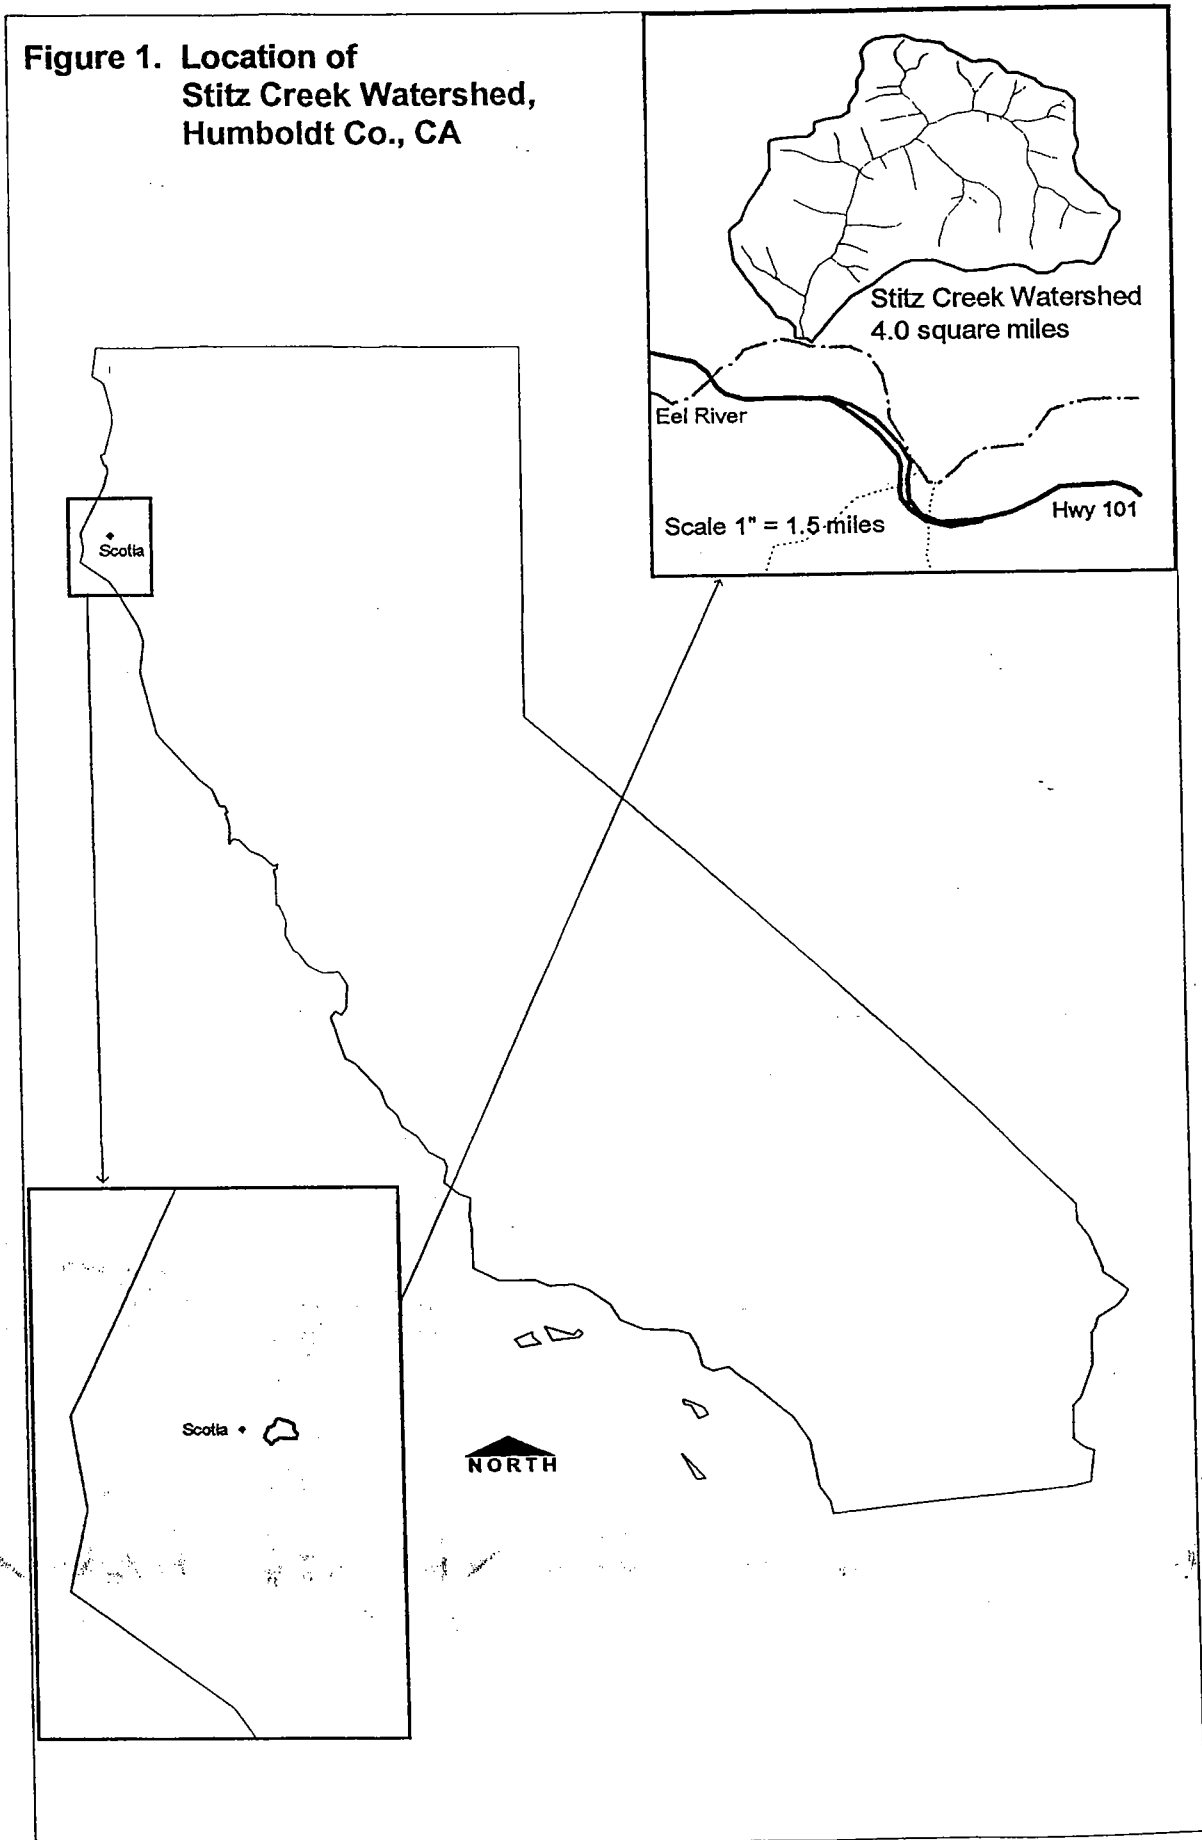 Figure 1. Location of
Stitz Creek Watershed,
Humboldt Co., CA
Stitz Creek Watershed
4.0 square miles
Eel River
Hwy 101
Scale 1" = 1.5 miles
Scotia
Scotia
NORTH